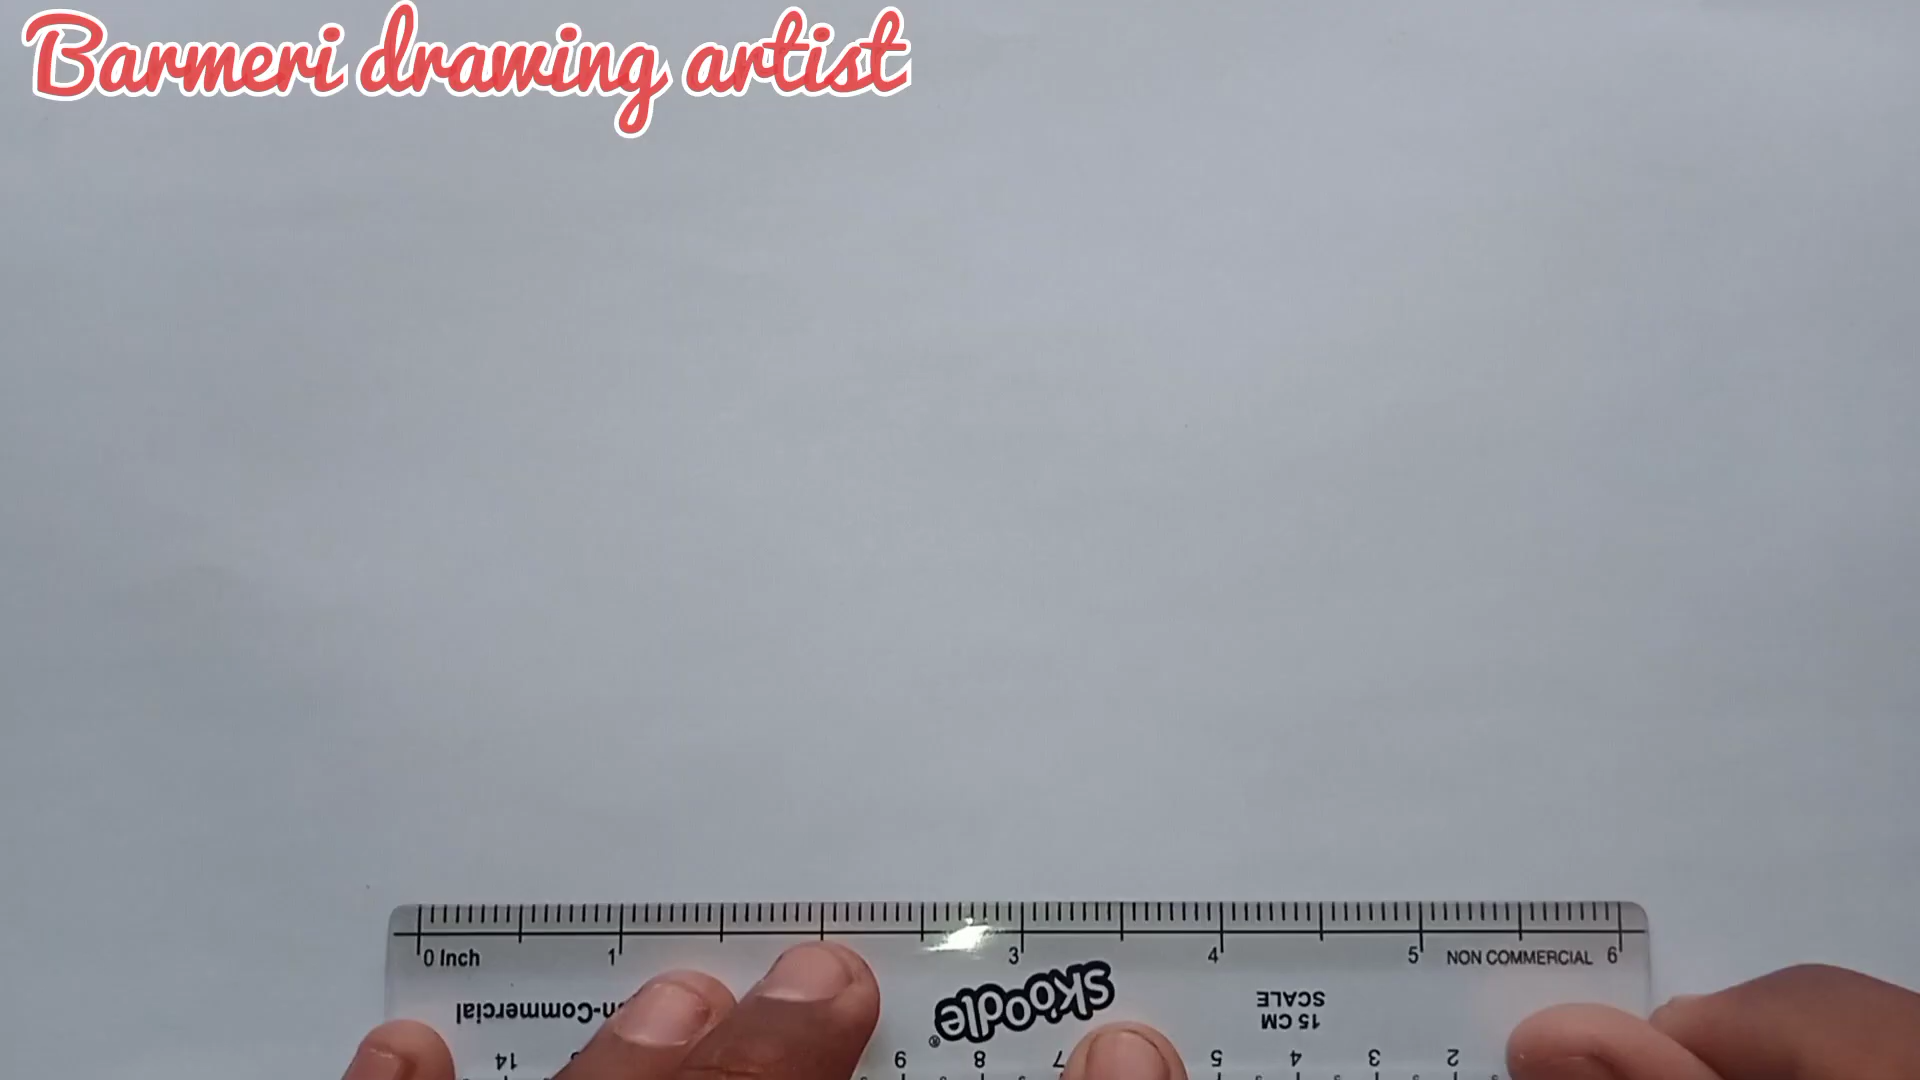 Barmeri drawing artist
0 Inch 1 3 4 5 NON COMMERCIAL 6
skoodle ®
15 CM
SCALE
n-Commercial
2 3 4 5 7 8 9 14